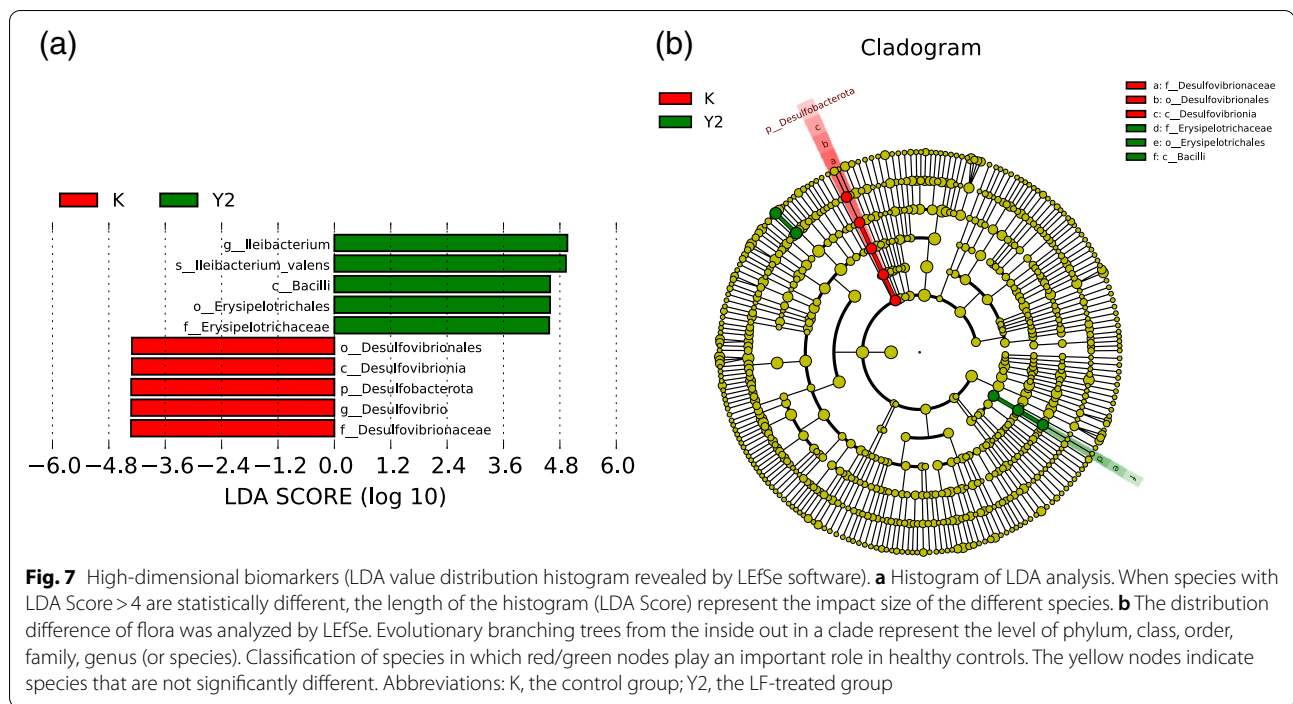 (a)
K
Y2
g__Ileibacterium
s__Ileibacterium_valens
c__Bacilli
o__Erysipelotrichales
f__Erysipelotrichaceae
o__Desulfovibrionales
c__Desulfovibrionia
p__Desulfobacterota
g__Desulfovibrio
f__Desulfovibrionaceae
−6.0 −4.8 −3.6 −2.4 −1.2 0.0 1.2 2.4 3.6 4.8 6.0
LDA SCORE (log 10)
(b)
Cladogram
K
Y2
p__Desulfobacterota
c
b
a
a: f__Desulfovibrionaceae
b: o__Desulfovibrionales
c: c__Desulfovibrionia
d: f__Erysipelotrichaceae
e: o__Erysipelotrichales
f: c__Bacilli
d
e
f
Fig. 7 High-dimensional biomarkers (LDA value distribution histogram revealed by LEfSe software). a Histogram of LDA analysis. When species with
LDA Score > 4 are statistically different, the length of the histogram (LDA Score) represent the impact size of the different species. b The distribution
difference of flora was analyzed by LEfSe. Evolutionary branching trees from the inside out in a clade represent the level of phylum, class, order,
family, genus (or species). Classification of species in which red/green nodes play an important role in healthy controls. The yellow nodes indicate
species that are not significantly different. Abbreviations: K, the control group; Y2, the LF-treated group